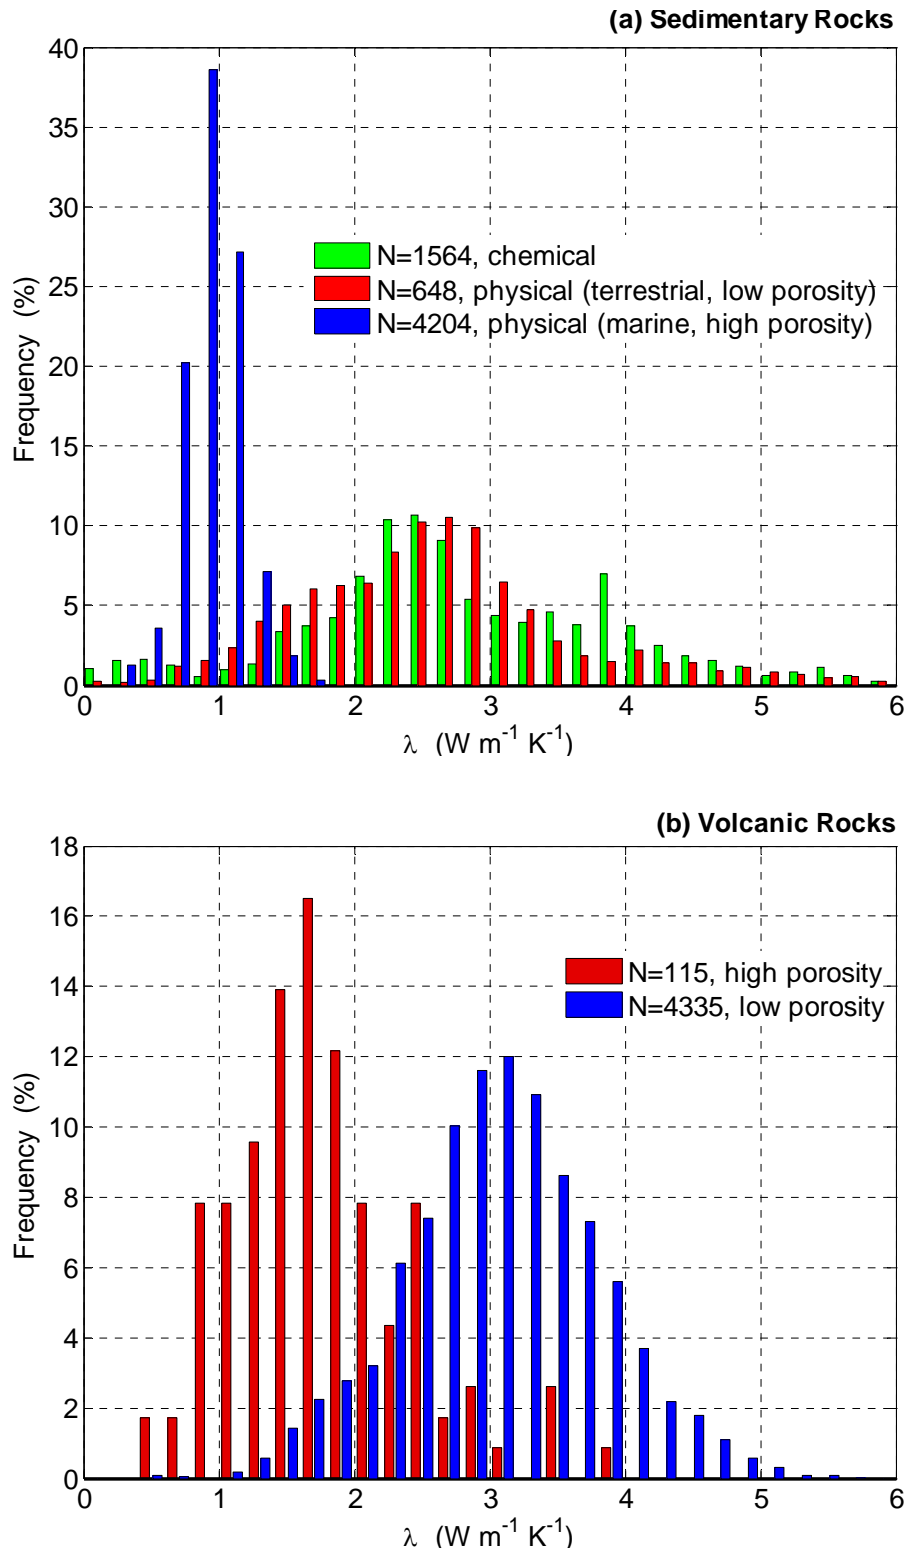 (a) Sedimentary Rocks
40
35
30
25
20
15
10
5
0
Frequency (%)
N=1564, chemical
N=648, physical (terrestrial, low porosity)
N=4204, physical (marine, high porosity)
0 1 2 3 4 5 6
λ (W m⁻¹ K⁻¹)
(b) Volcanic Rocks
18
16
14
12
10
8
6
4
2
0
Frequency (%)
N=115, high porosity
N=4335, low porosity
0 1 2 3 4 5 6
λ (W m⁻¹ K⁻¹)